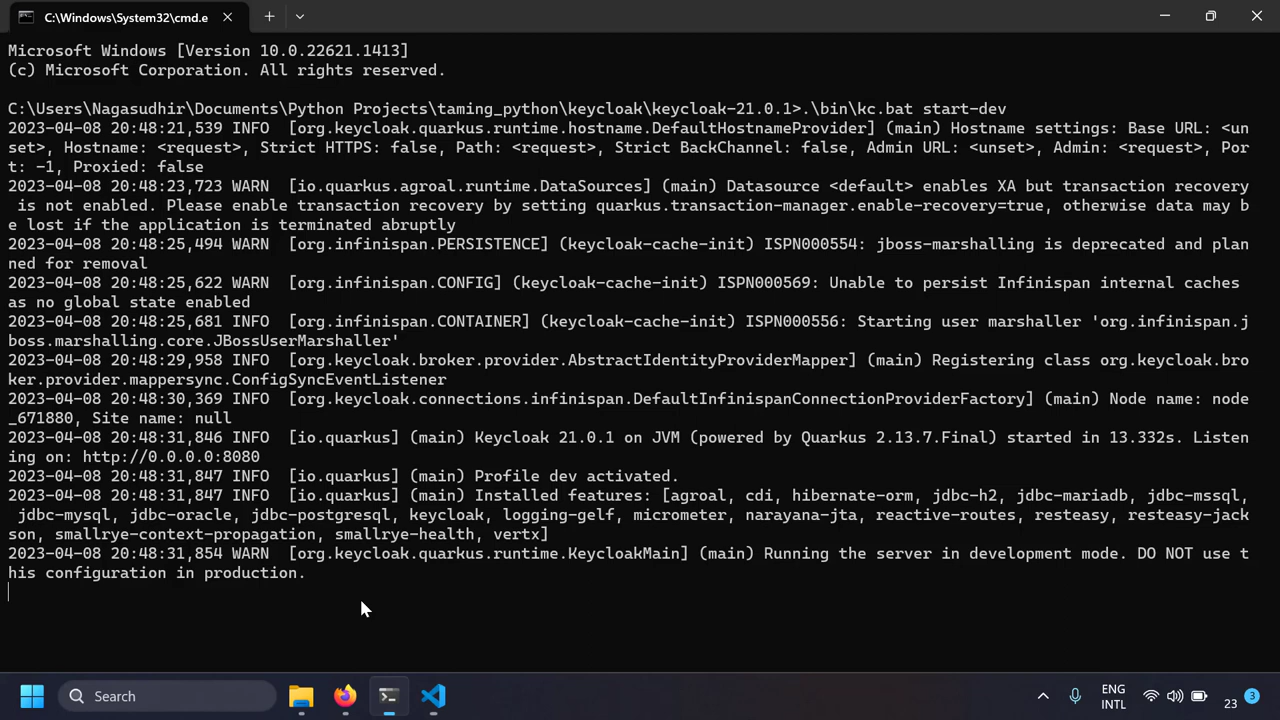 C:\Windows\System32\cmd.e
Microsoft Windows [Version 10.0.22621.1413]
(c) Microsoft Corporation. All rights reserved.
C:\Users\Nagasudhir\Documents\Python Projects\taming_python\keycloak\keycloak-21.0.1>.\bin\kc.bat start-dev
2023-04-08 20:48:21,539 INFO  [org.keycloak.quarkus.runtime.hostname.DefaultHostnameProvider] (main) Hostname settings: Base URL: <un
set>, Hostname: <request>, Strict HTTPS: false, Path: <request>, Strict BackChannel: false, Admin URL: <unset>, Admin: <request>, Por
t: -1, Proxied: false
2023-04-08 20:48:23,723 WARN  [io.quarkus.agroal.runtime.DataSources] (main) Datasource <default> enables XA but transaction recovery
is not enabled. Please enable transaction recovery by setting quarkus.transaction-manager.enable-recovery=true, otherwise data may b
e lost if the application is terminated abruptly
2023-04-08 20:48:25,494 WARN  [org.infinispan.PERSISTENCE] (keycloak-cache-init) ISPN000554: jboss-marshalling is deprecated and plan
ned for removal
2023-04-08 20:48:25,622 WARN  [org.infinispan.CONFIG] (keycloak-cache-init) ISPN000569: Unable to persist Infinispan internal caches
as no global state enabled
2023-04-08 20:48:25,681 INFO  [org.infinispan.CONTAINER] (keycloak-cache-init) ISPN000556: Starting user marshaller 'org.infinispan.j
boss.marshalling.core.JBossUserMarshaller'
2023-04-08 20:48:29,958 INFO  [org.keycloak.broker.provider.AbstractIdentityProviderMapper] (main) Registering class org.keycloak.bro
ker.provider.mappersync.ConfigSyncEventListener
2023-04-08 20:48:30,369 INFO  [org.keycloak.connections.infinispan.DefaultInfinispanConnectionProviderFactory] (main) Node name: node
_671880, Site name: null
2023-04-08 20:48:31,846 INFO  [io.quarkus] (main) Keycloak 21.0.1 on JVM (powered by Quarkus 2.13.7.Final) started in 13.332s. Listen
ing on: http://0.0.0.0:8080
2023-04-08 20:48:31,847 INFO  [io.quarkus] (main) Profile dev activated.
2023-04-08 20:48:31,847 INFO  [io.quarkus] (main) Installed features: [agroal, cdi, hibernate-orm, jdbc-h2, jdbc-mariadb, jdbc-mssql,
jdbc-mysql, jdbc-oracle, jdbc-postgresql, keycloak, logging-gelf, micrometer, narayana-jta, reactive-routes, resteasy, resteasy-jack
son, smallrye-context-propagation, smallrye-health, vertx]
2023-04-08 20:48:31,854 WARN  [org.keycloak.quarkus.runtime.KeycloakMain] (main) Running the server in development mode. DO NOT use t
his configuration in production.
Search
ENG
INTL
23
3